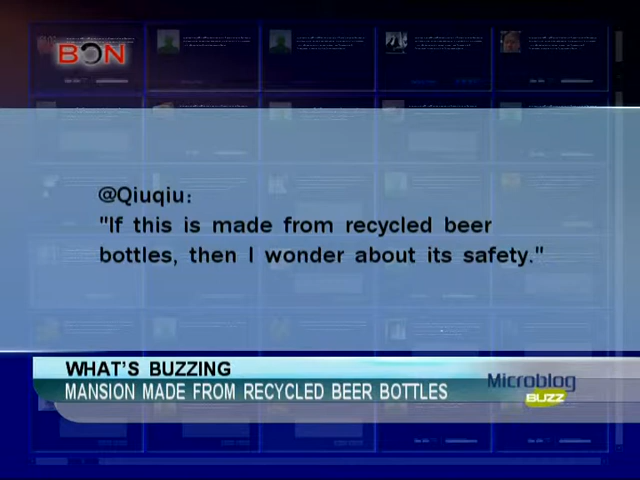 BON
@Qiuqiu:
"If this is made from recycled beer
bottles, then I wonder about its safety."
WHAT'S BUZZING
MANSION MADE FROM RECYCLED BEER BOTTLES
Microblog
BUZZ